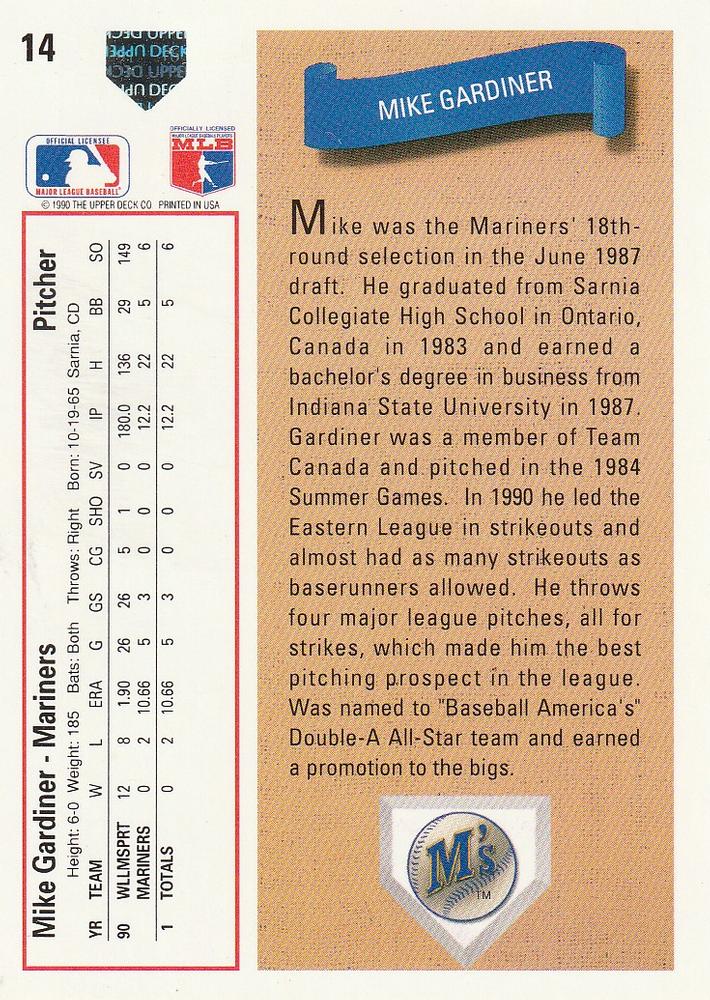 14
UPPER DECK
OFFICIAL LICENSEE
MAJOR LEAGUE BASEBALL
OFFICIALLY LICENSED
MAJOR LEAGUE BASEBALL PLAYERS
MLB
© 1990 THE UPPER DECK CO. PRINTED IN USA
Mike Gardiner - Mariners Pitcher
Height: 6-0 Weight: 185 Bats: Both Throws: Right Born: 10-19-65 Sarnia, CD
YR TEAM W L ERA G GS CG SHO SV IP H BB SO
90 WLLMSPRT 12 8 1.90 26 26 5 1 0 180.0 136 29 149
MARINERS 0 2 10.66 5 3 0 0 0 12.2 22 5 6
1 TOTALS 0 2 10.66 5 3 0 0 0 12.2 22 5 6
MIKE GARDINER
Mike was the Mariners' 18th-
round selection in the June 1987
draft. He graduated from Sarnia
Collegiate High School in Ontario,
Canada in 1983 and earned a
bachelor's degree in business from
Indiana State University in 1987.
Gardiner was a member of Team
Canada and pitched in the 1984
Summer Games. In 1990 he led the
Eastern League in strikeouts and
almost had as many strikeouts as
baserunners allowed. He throws
four major league pitches, all for
strikes, which made him the best
pitching prospect in the league.
Was named to "Baseball America's"
Double-A All-Star team and earned
a promotion to the bigs.
M's
TM